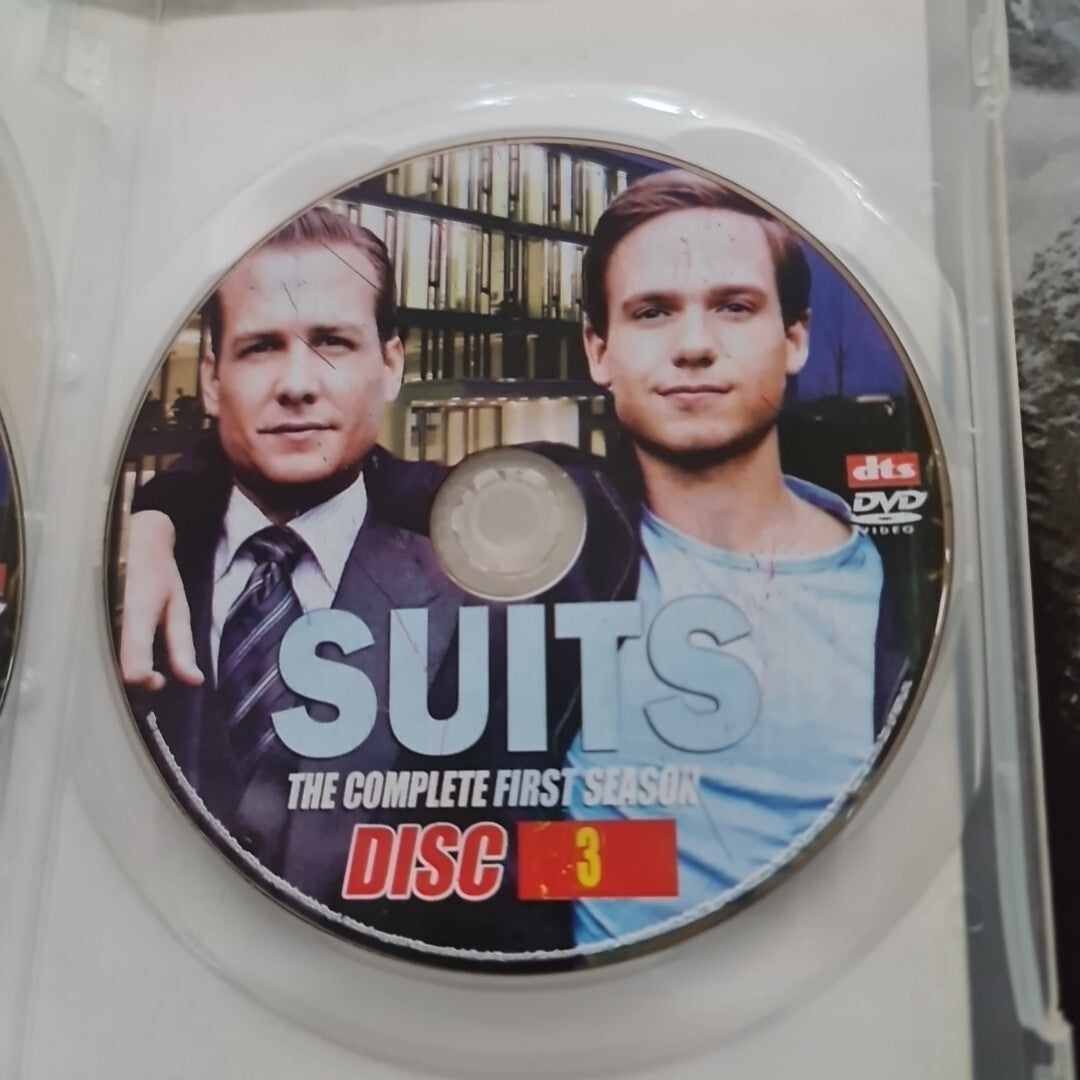 dts
DVD
VIDEO
SUITS
THE COMPLETE FIRST SEASON
DISC 3